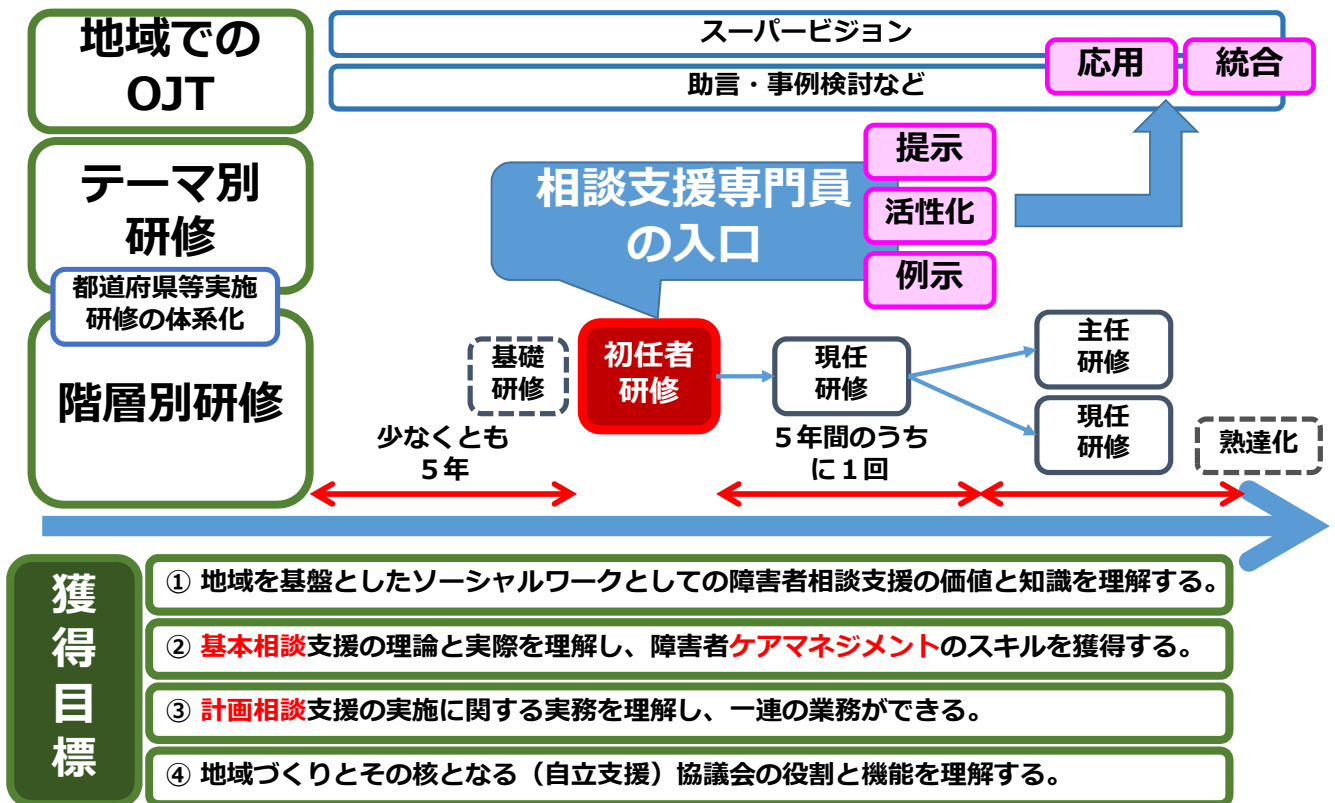 地域での
OJT
スーパービジョン
助言・事例検討など
応用
統合
テーマ別
研修
相談支援専門員
の入口
提示
活性化
例示
都道府県等実施
研修の体系化
階層別研修
基礎
研修
初任者
研修
現任
研修
主任
研修
現任
研修
熟達化
少なくとも
５年
５年間のうち
に１回
獲
得
目
標
① 地域を基盤としたソーシャルワークとしての障害者相談支援の価値と知識を理解する。
② 基本相談支援の理論と実際を理解し、障害者ケアマネジメントのスキルを獲得する。
③ 計画相談支援の実施に関する実務を理解し、一連の業務ができる。
④ 地域づくりとその核となる（自立支援）協議会の役割と機能を理解する。